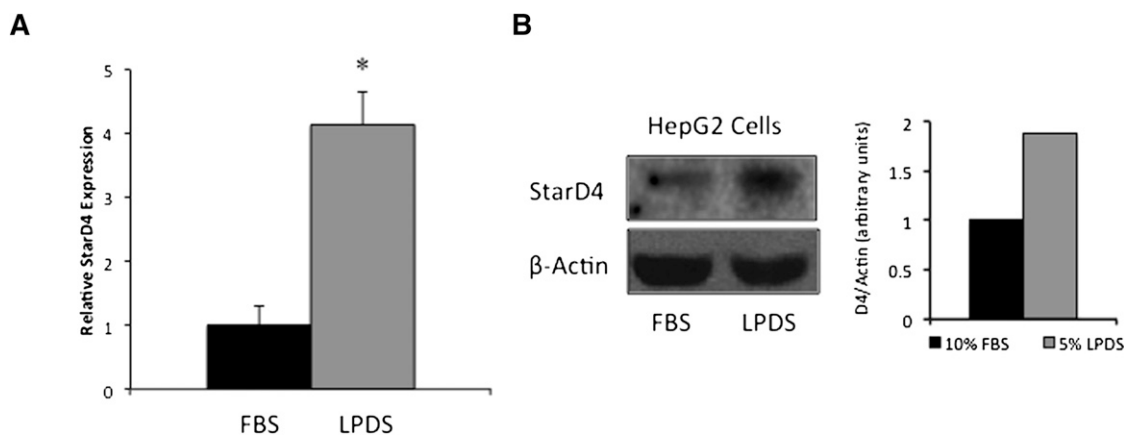 A
Relative StarD4 Expression
5
4
3
2
1
0
*
FBS
LPDS
B
HepG2 Cells
StarD4
β-Actin
FBS
LPDS
D4/Actin (arbitrary units)
2
1.5
1
0.5
0
10% FBS
5% LPDS